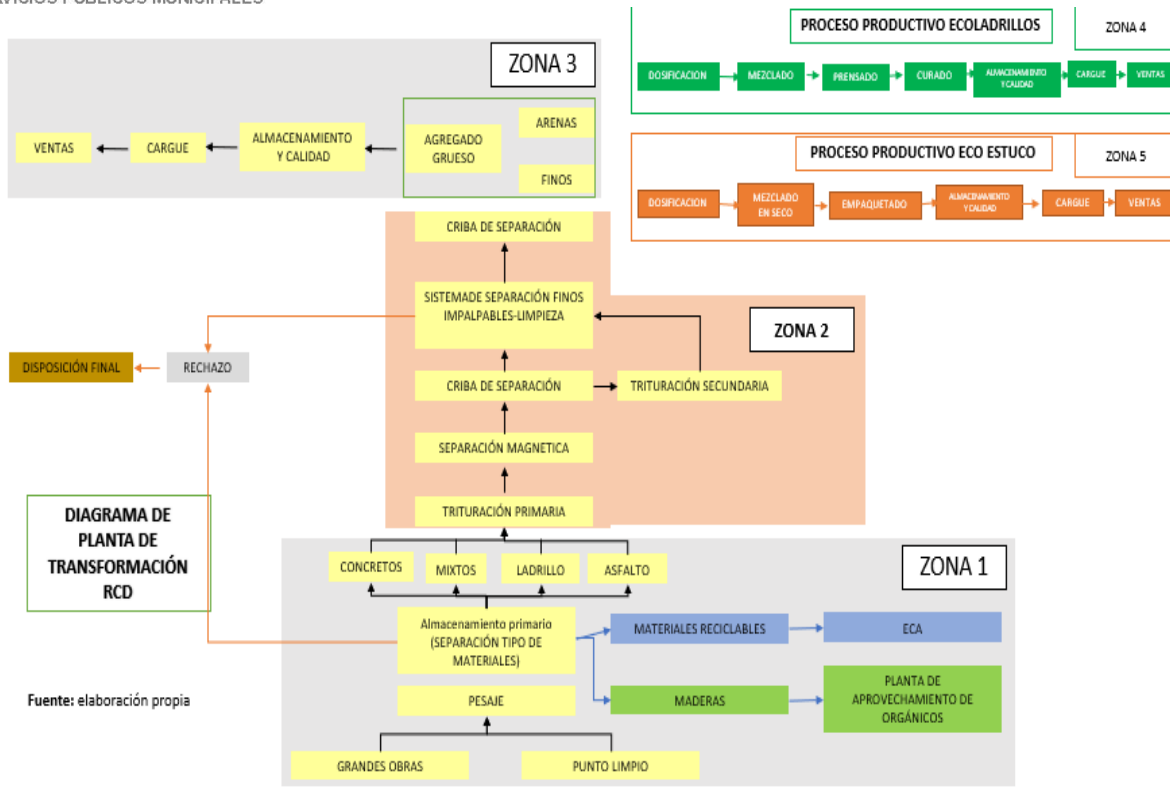 SERVICIOS PÚBLICOS MUNICIPALES
PROCESO PRODUCTIVO ECOLADRILLOS
ZONA 4
DOSIFICACION
MEZCLADO
PRENSADO
CURADO
ALMACENAMIENTO
Y CALIDAD
CARGUE
VENTAS
PROCESO PRODUCTIVO ECO ESTUCO
ZONA 5
DOSIFICACION
MEZCLADO
EN SECO
EMPAQUETADO
ALMACENAMIENTO
Y CALIDAD
CARGUE
VENTAS
ZONA 3
VENTAS
CARGUE
ALMACENAMIENTO
Y CALIDAD
AGREGADO
GRUESO
ARENAS
FINOS
CRIBA DE SEPARACIÓN
SISTEMADE SEPARACIÓN FINOS
IMPALPABLES-LIMPIEZA
ZONA 2
DISPOSICIÓN FINAL
RECHAZO
CRIBA DE SEPARACIÓN
TRITURACIÓN SECUNDARIA
SEPARACIÓN MAGNETICA
TRITURACIÓN PRIMARIA
DIAGRAMA DE
PLANTA DE
TRANSFORMACIÓN
RCD
ZONA 1
CONCRETOS
MIXTOS
LADRILLO
ASFALTO
Almacenamiento primario
(SEPARACIÓN TIPO DE
MATERIALES)
MATERIALES RECICLABLES
ECA
MADERAS
PLANTA DE
APROVECHAMIENTO DE
ORGÁNICOS
PESAJE
GRANDES OBRAS
PUNTO LIMPIO
Fuente: elaboración propia